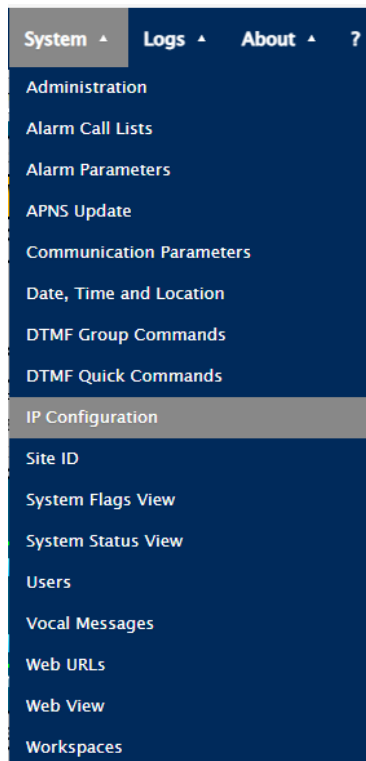 System ▲ Logs ▲ About ▲ ?
Administration
Alarm Call Lists
Alarm Parameters
APNS Update
Communication Parameters
Date, Time and Location
DTMF Group Commands
DTMF Quick Commands
IP Configuration
Site ID
System Flags View
System Status View
Users
Vocal Messages
Web URLs
Web View
Workspaces